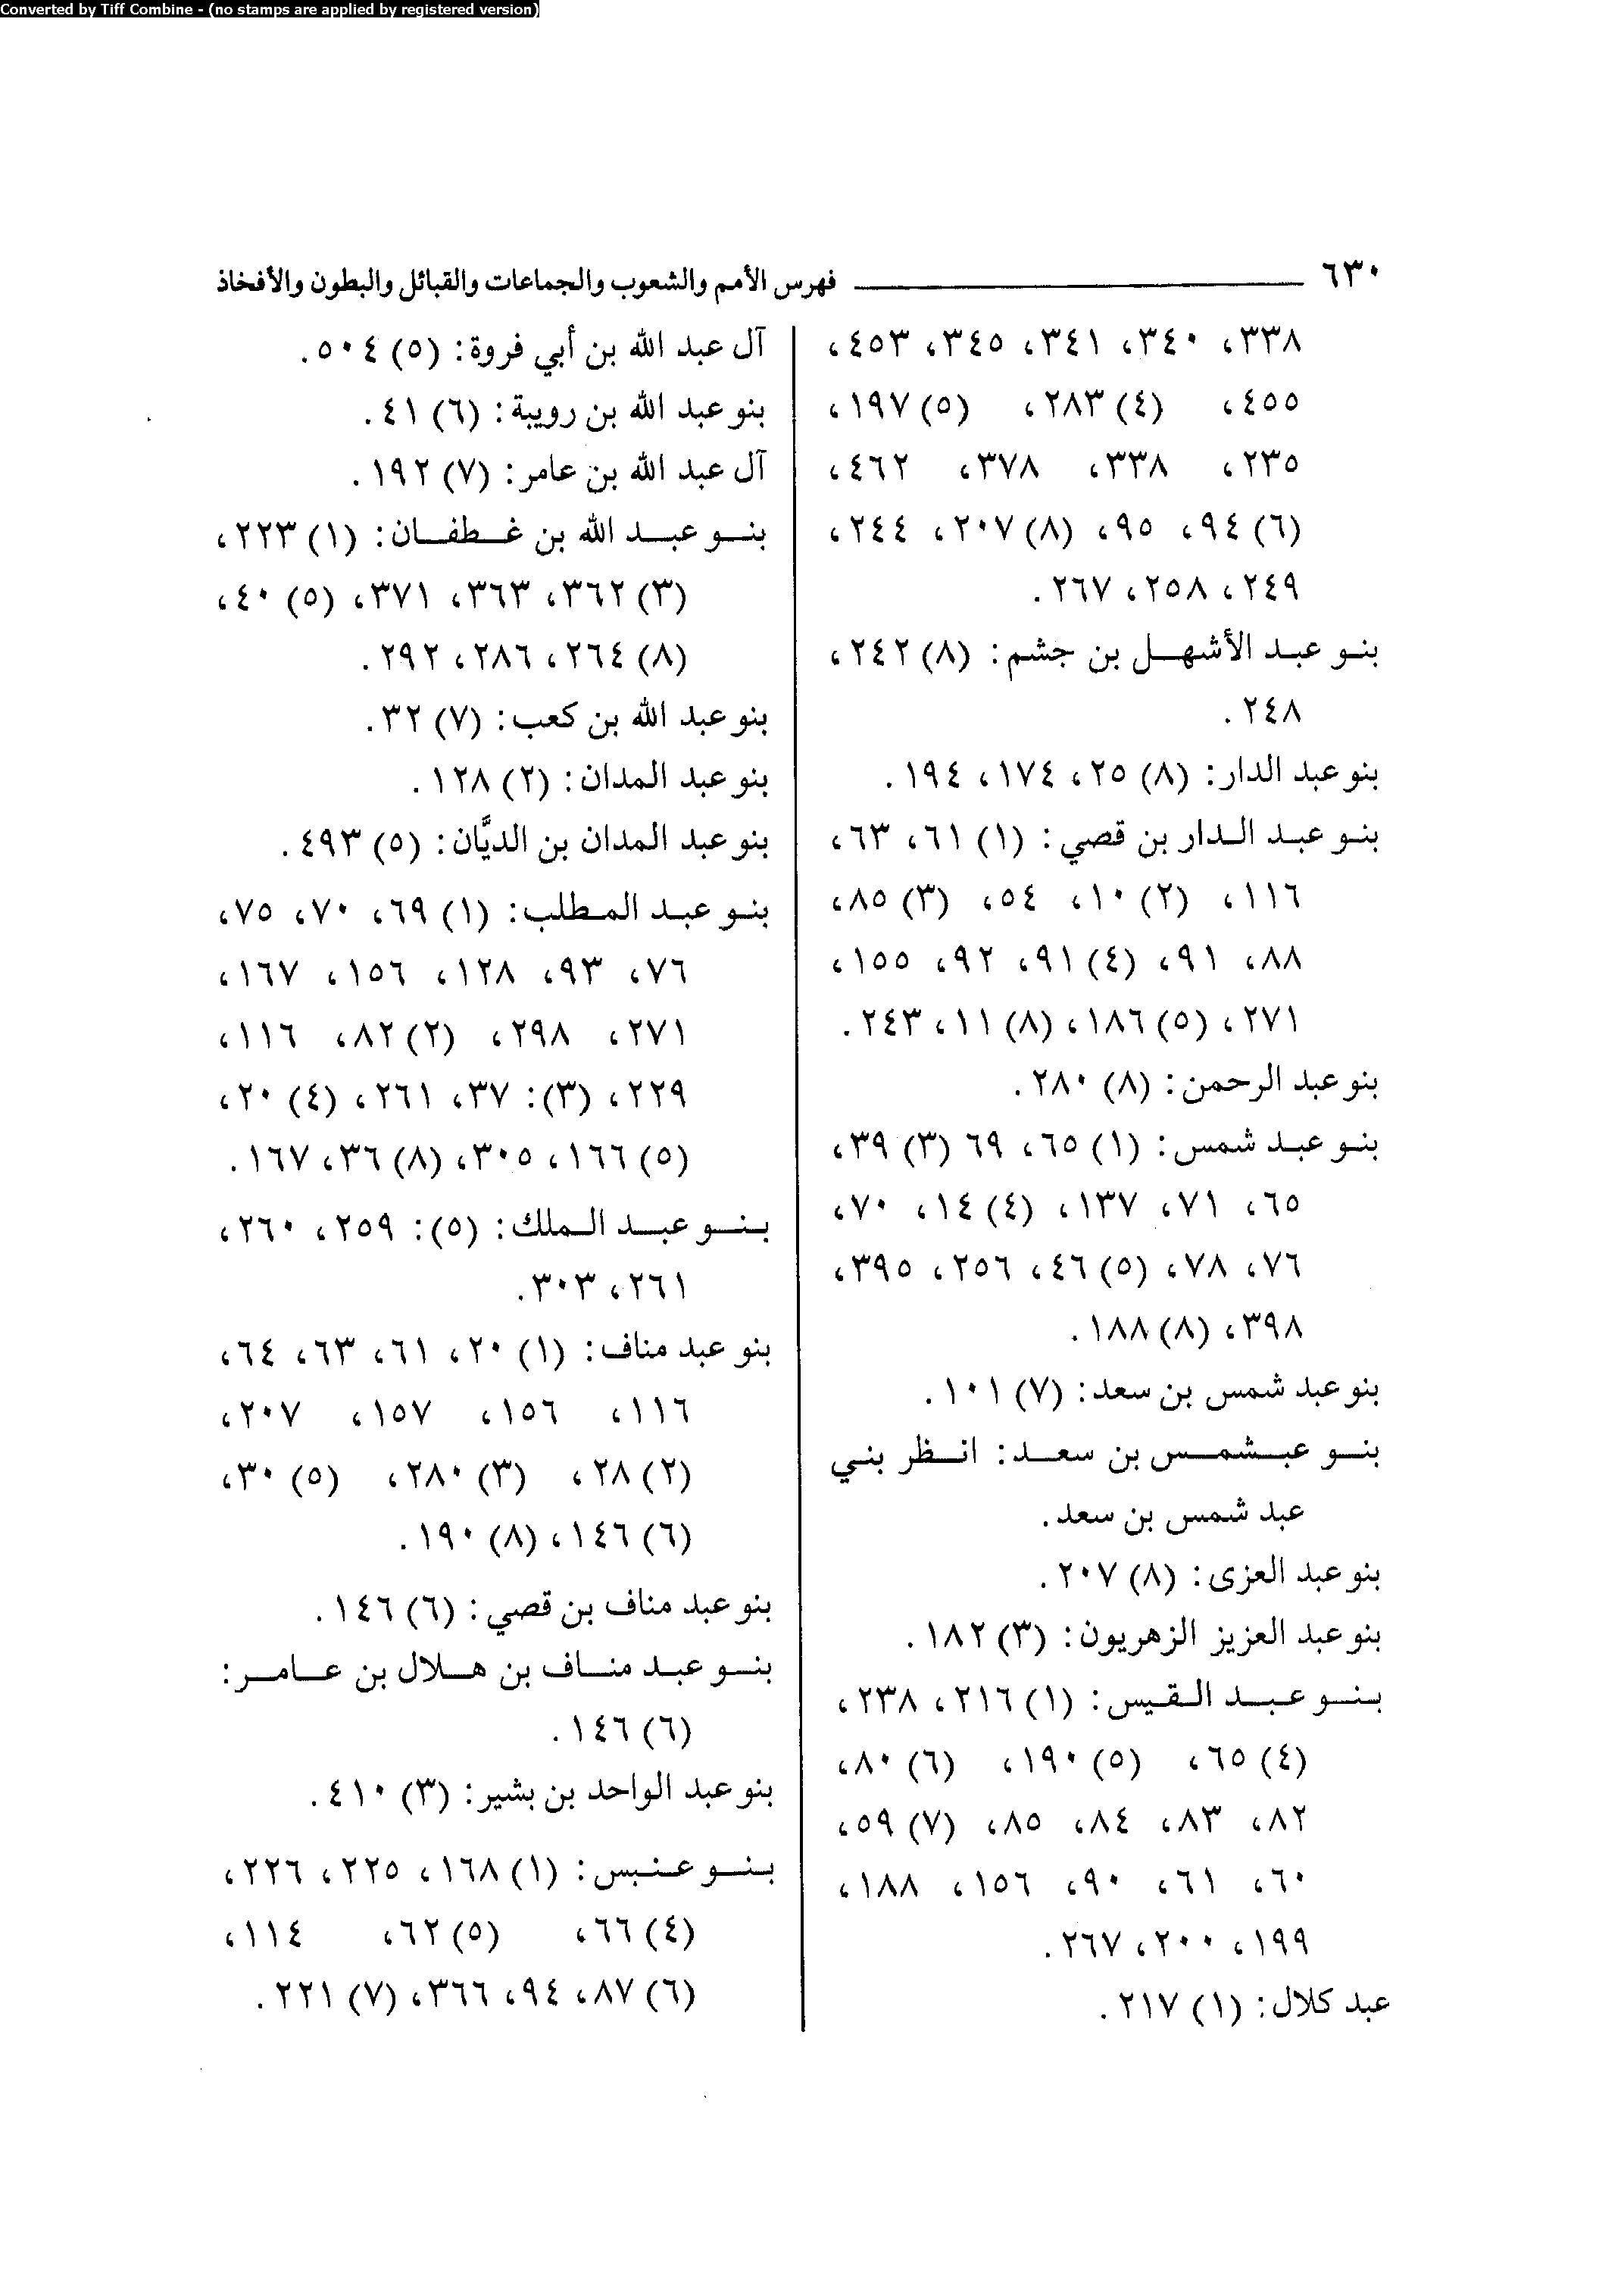 Converted by Tiff Combine - (no stamps are applied by registered version)
٦٣٠ فهرس الأمم والشعوب والجماعات والقبائل والبطون والأفخاذ
٣٣٨، ٣٤٠، ٣٤١، ٣٤٥، ٤٥٣،
٤٥٥، (٤) ٢٨٣، (٥) ١٩٧،
٢٣٥، ٣٣٨، ٣٧٨، ٤٦٢،
(٦) ٩٤، ٩٥، (٨) ٢٠٧، ٢٤٤،
٢٤٩، ٢٥٨، ٢٦٧.
بنو عبد الأشهل بن جشم: (٨) ٢٤٢،
٢٤٨.
بنو عبد الدار: (٨) ٢٥، ١٧٤، ١٩٤.
بنو عبد الدار بن قصي: (١) ٦١، ٦٣،
١١٦، (٢) ١٠، ٥٤، (٣) ٨٥،
٨٨، ٩١، (٤) ٩١، ٩٢، ١٥٥،
٢٧١، (٥) ١٨٦، (٨) ١١، ٢٤٣.
بنو عبد الرحمن: (٨) ٢٨٠.
بنو عبد شمس: (١) ٦٥، ٦٩ (٣) ٣٩،
٦٥، ٧١، ١٣٧، (٤) ١٤، ٧٠،
٧٦، ٧٨، (٥) ٤٦، ٢٥٦، ٣٩٥،
٣٩٨، (٨) ١٨٨.
بنو عبد شمس بن سعد: (٧) ١٠١.
بنو عبشمس بن سعد: انظر بني
عبد شمس بن سعد.
بنو عبد العزى: (٨) ٢٠٧.
بنو عبد العزيز الزهريون: (٣) ١٨٢.
بنو عبد القيس: (١) ٢١٦، ٢٣٨،
(٤) ٦٥، (٥) ١٩٠، (٦) ٨٠،
٨٢، ٨٣، ٨٤، ٨٥، (٧) ٥٩،
٦٠، ٦١، ٩٠، ١٥٦، ١٨٨،
١٩٩، ٢٠٠، ٢٦٧.
عبد كلال: (١) ٢١٧.
آل عبد الله بن أبي فروة: (٥) ٥٠٤.
بنو عبد الله بن رويبة: (٦) ٤١.
آل عبد الله بن عامر: (٧) ١٩٢.
بنو عبد الله بن غطفان: (١) ٢٢٣،
(٣) ٣٦٢، ٣٦٣، ٣٧١، (٥) ٤٠،
(٨) ٢٦٤، ٢٨٦، ٢٩٢.
بنو عبد الله بن كعب: (٧) ٣٢.
بنو عبد المدان: (٢) ١٢٨.
بنو عبد المدان بن الديَّان: (٥) ٤٩٣.
بنو عبد المطلب: (١) ٦٩، ٧٠، ٧٥،
٧٦، ٩٣، ١٢٨، ١٥٦، ١٦٧،
٢٧١، ٢٩٨، (٢) ٨٢، ١١٦،
٢٢٩، (٣): ٣٧، ٢٦١، (٤) ٢٠،
(٥) ١٦٦، ٣٠٥، (٨) ٣٦، ١٦٧.
بنو عبد الملك: (٥): ٢٥٩، ٢٦٠،
٢٦١، ٣٠٣.
بنو عبد مناف: (١) ٢٠، ٦١، ٦٣، ٦٤،
١١٦، ١٥٦، ١٥٧، ٢٠٧،
(٢) ٢٨، (٣) ٢٨٠، (٥) ٣٠،
(٦) ١٤٦، (٨) ١٩٠.
بنو عبد مناف بن قصي: (٦) ١٤٦.
بنو عبد مناف بن هلال بن عامر:
(٦) ١٤٦.
بنو عبد الواحد بن بشير: (٣) ٤١٠.
بنو عنبس: (١) ١٦٨، ٢٢٥، ٢٢٦،
(٤) ٦٦، (٥) ٦٢، ١١٤،
(٦) ٨٧، ٩٤، ٣٦٦، (٧) ٢٢١.